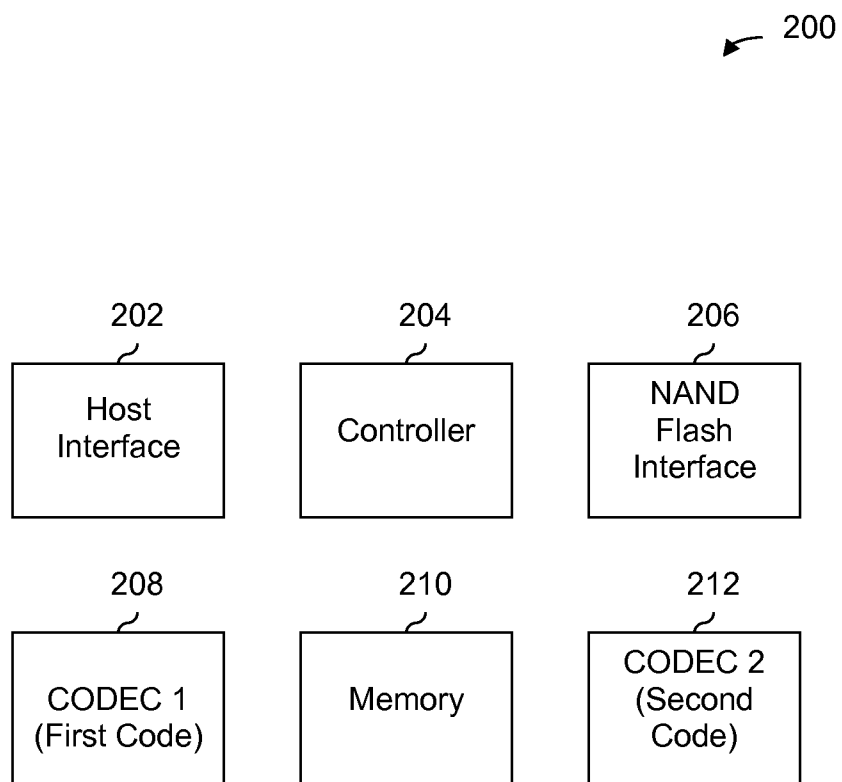 200
202
204
206
Host
Interface
Controller
NAND
Flash
Interface
208
210
212
CODEC 1
(First Code)
Memory
CODEC 2
(Second
Code)